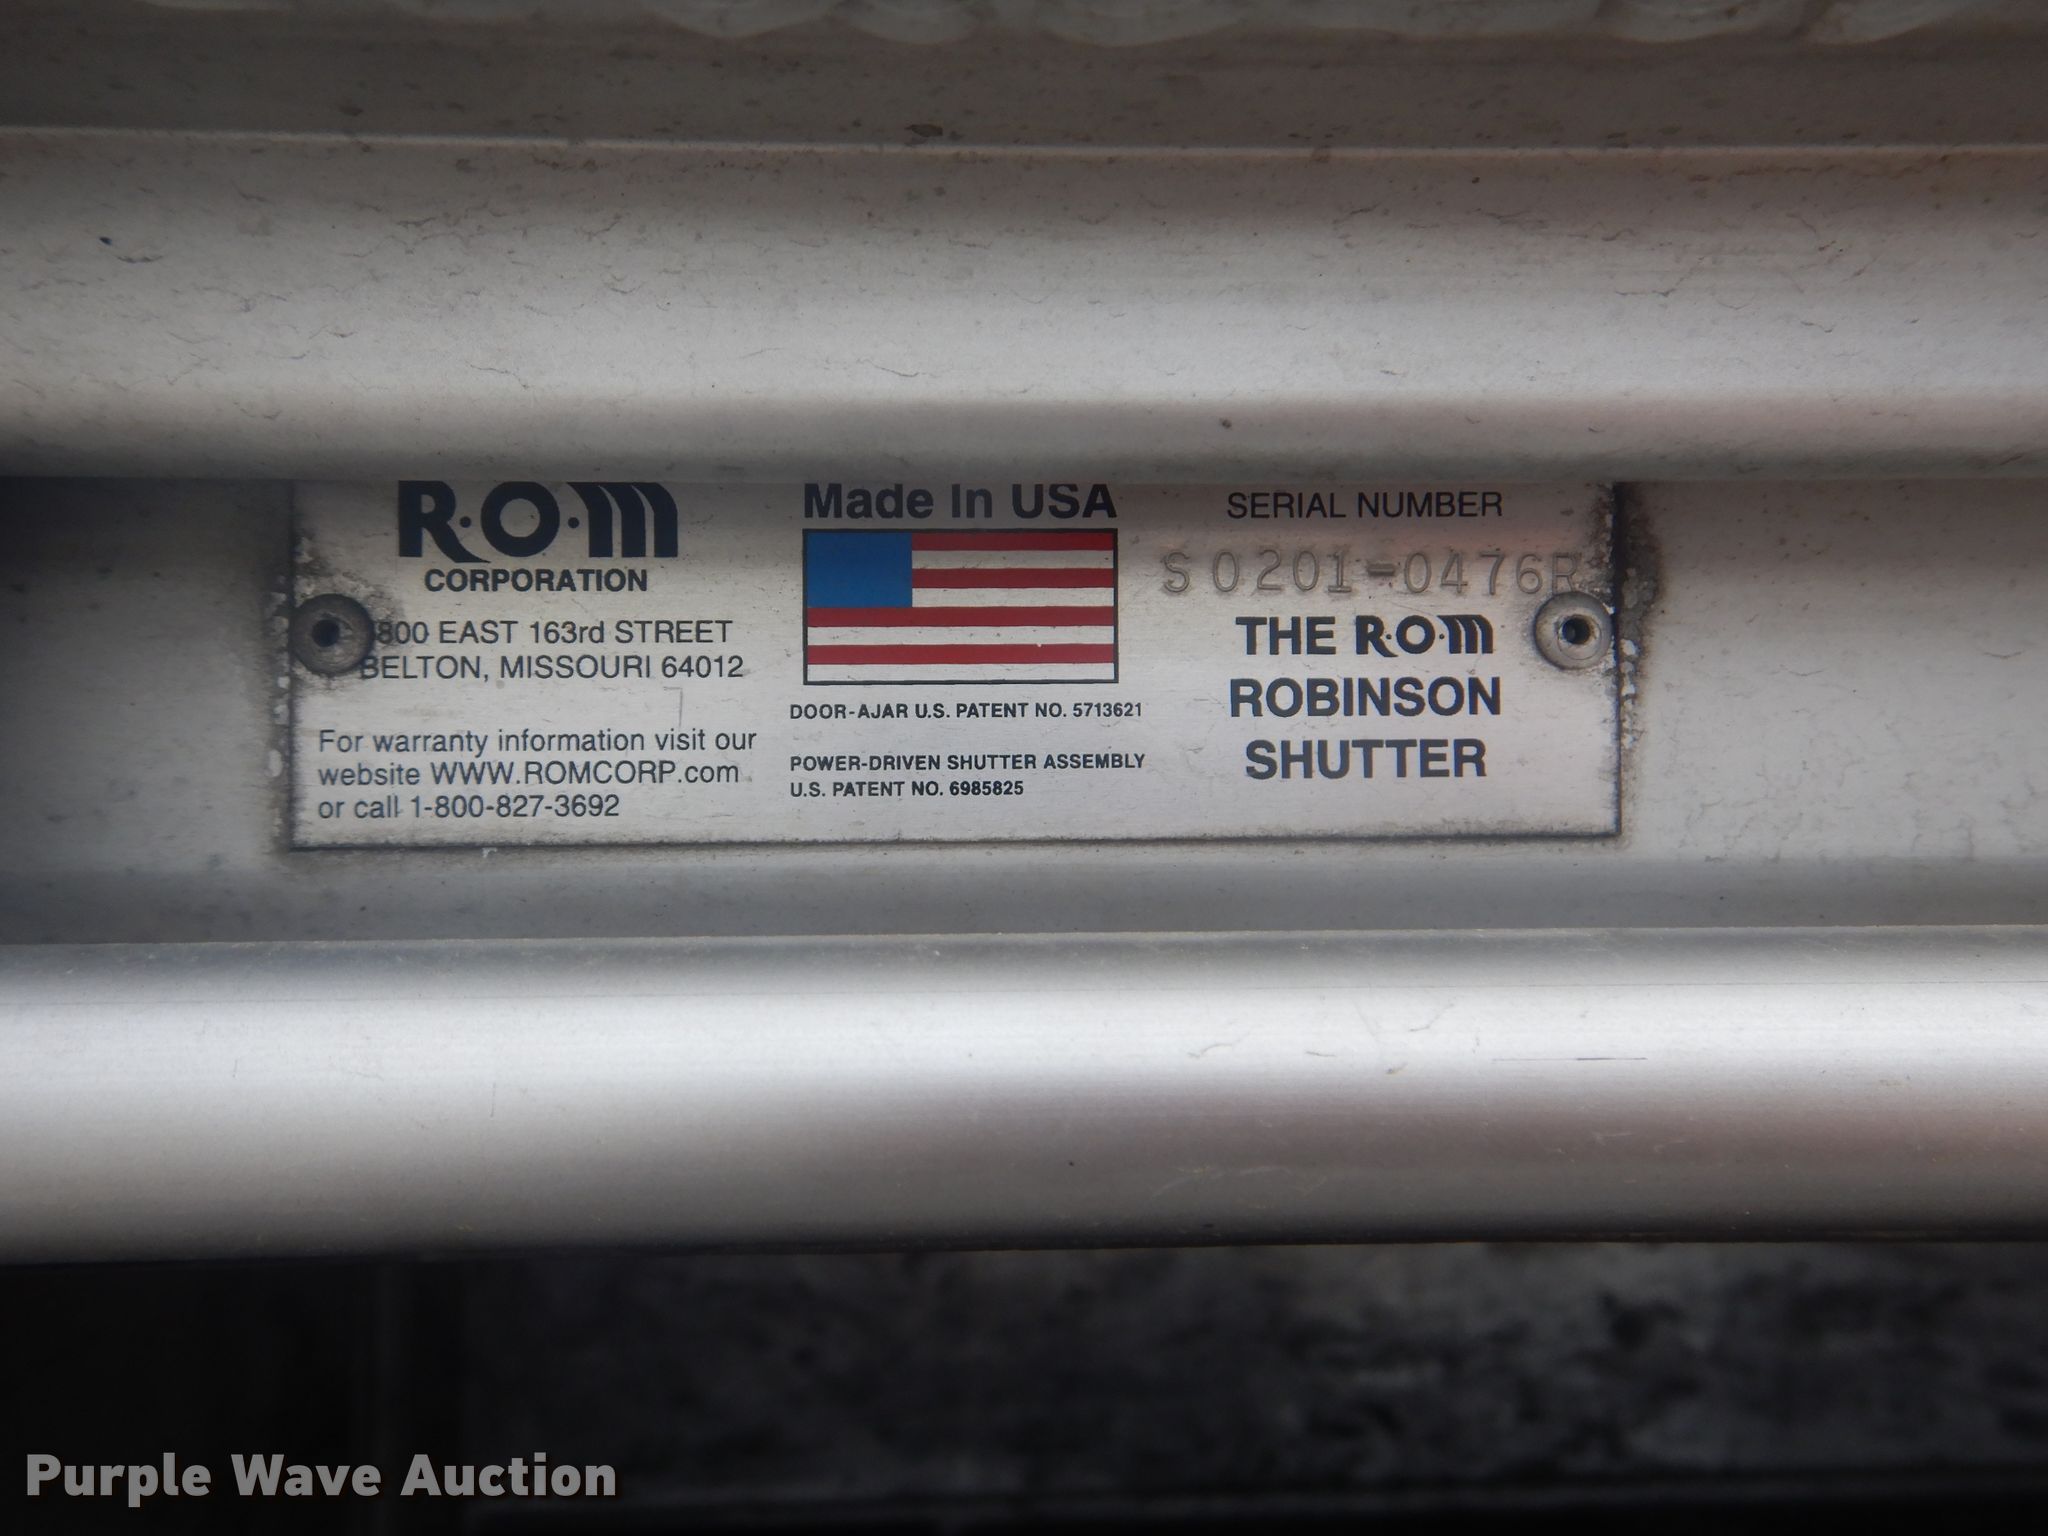 R·O·M
CORPORATION
800 EAST 163rd STREET
BELTON, MISSOURI 64012
For warranty information visit our
website WWW.ROMCORP.com
or call 1-800-827-3692
Made In USA
DOOR-AJAR U.S. PATENT NO. 5713621
POWER-DRIVEN SHUTTER ASSEMBLY
U.S. PATENT NO. 6985825
SERIAL NUMBER
S0201-0476R
THE R·O·M
ROBINSON
SHUTTER
Purple Wave Auction